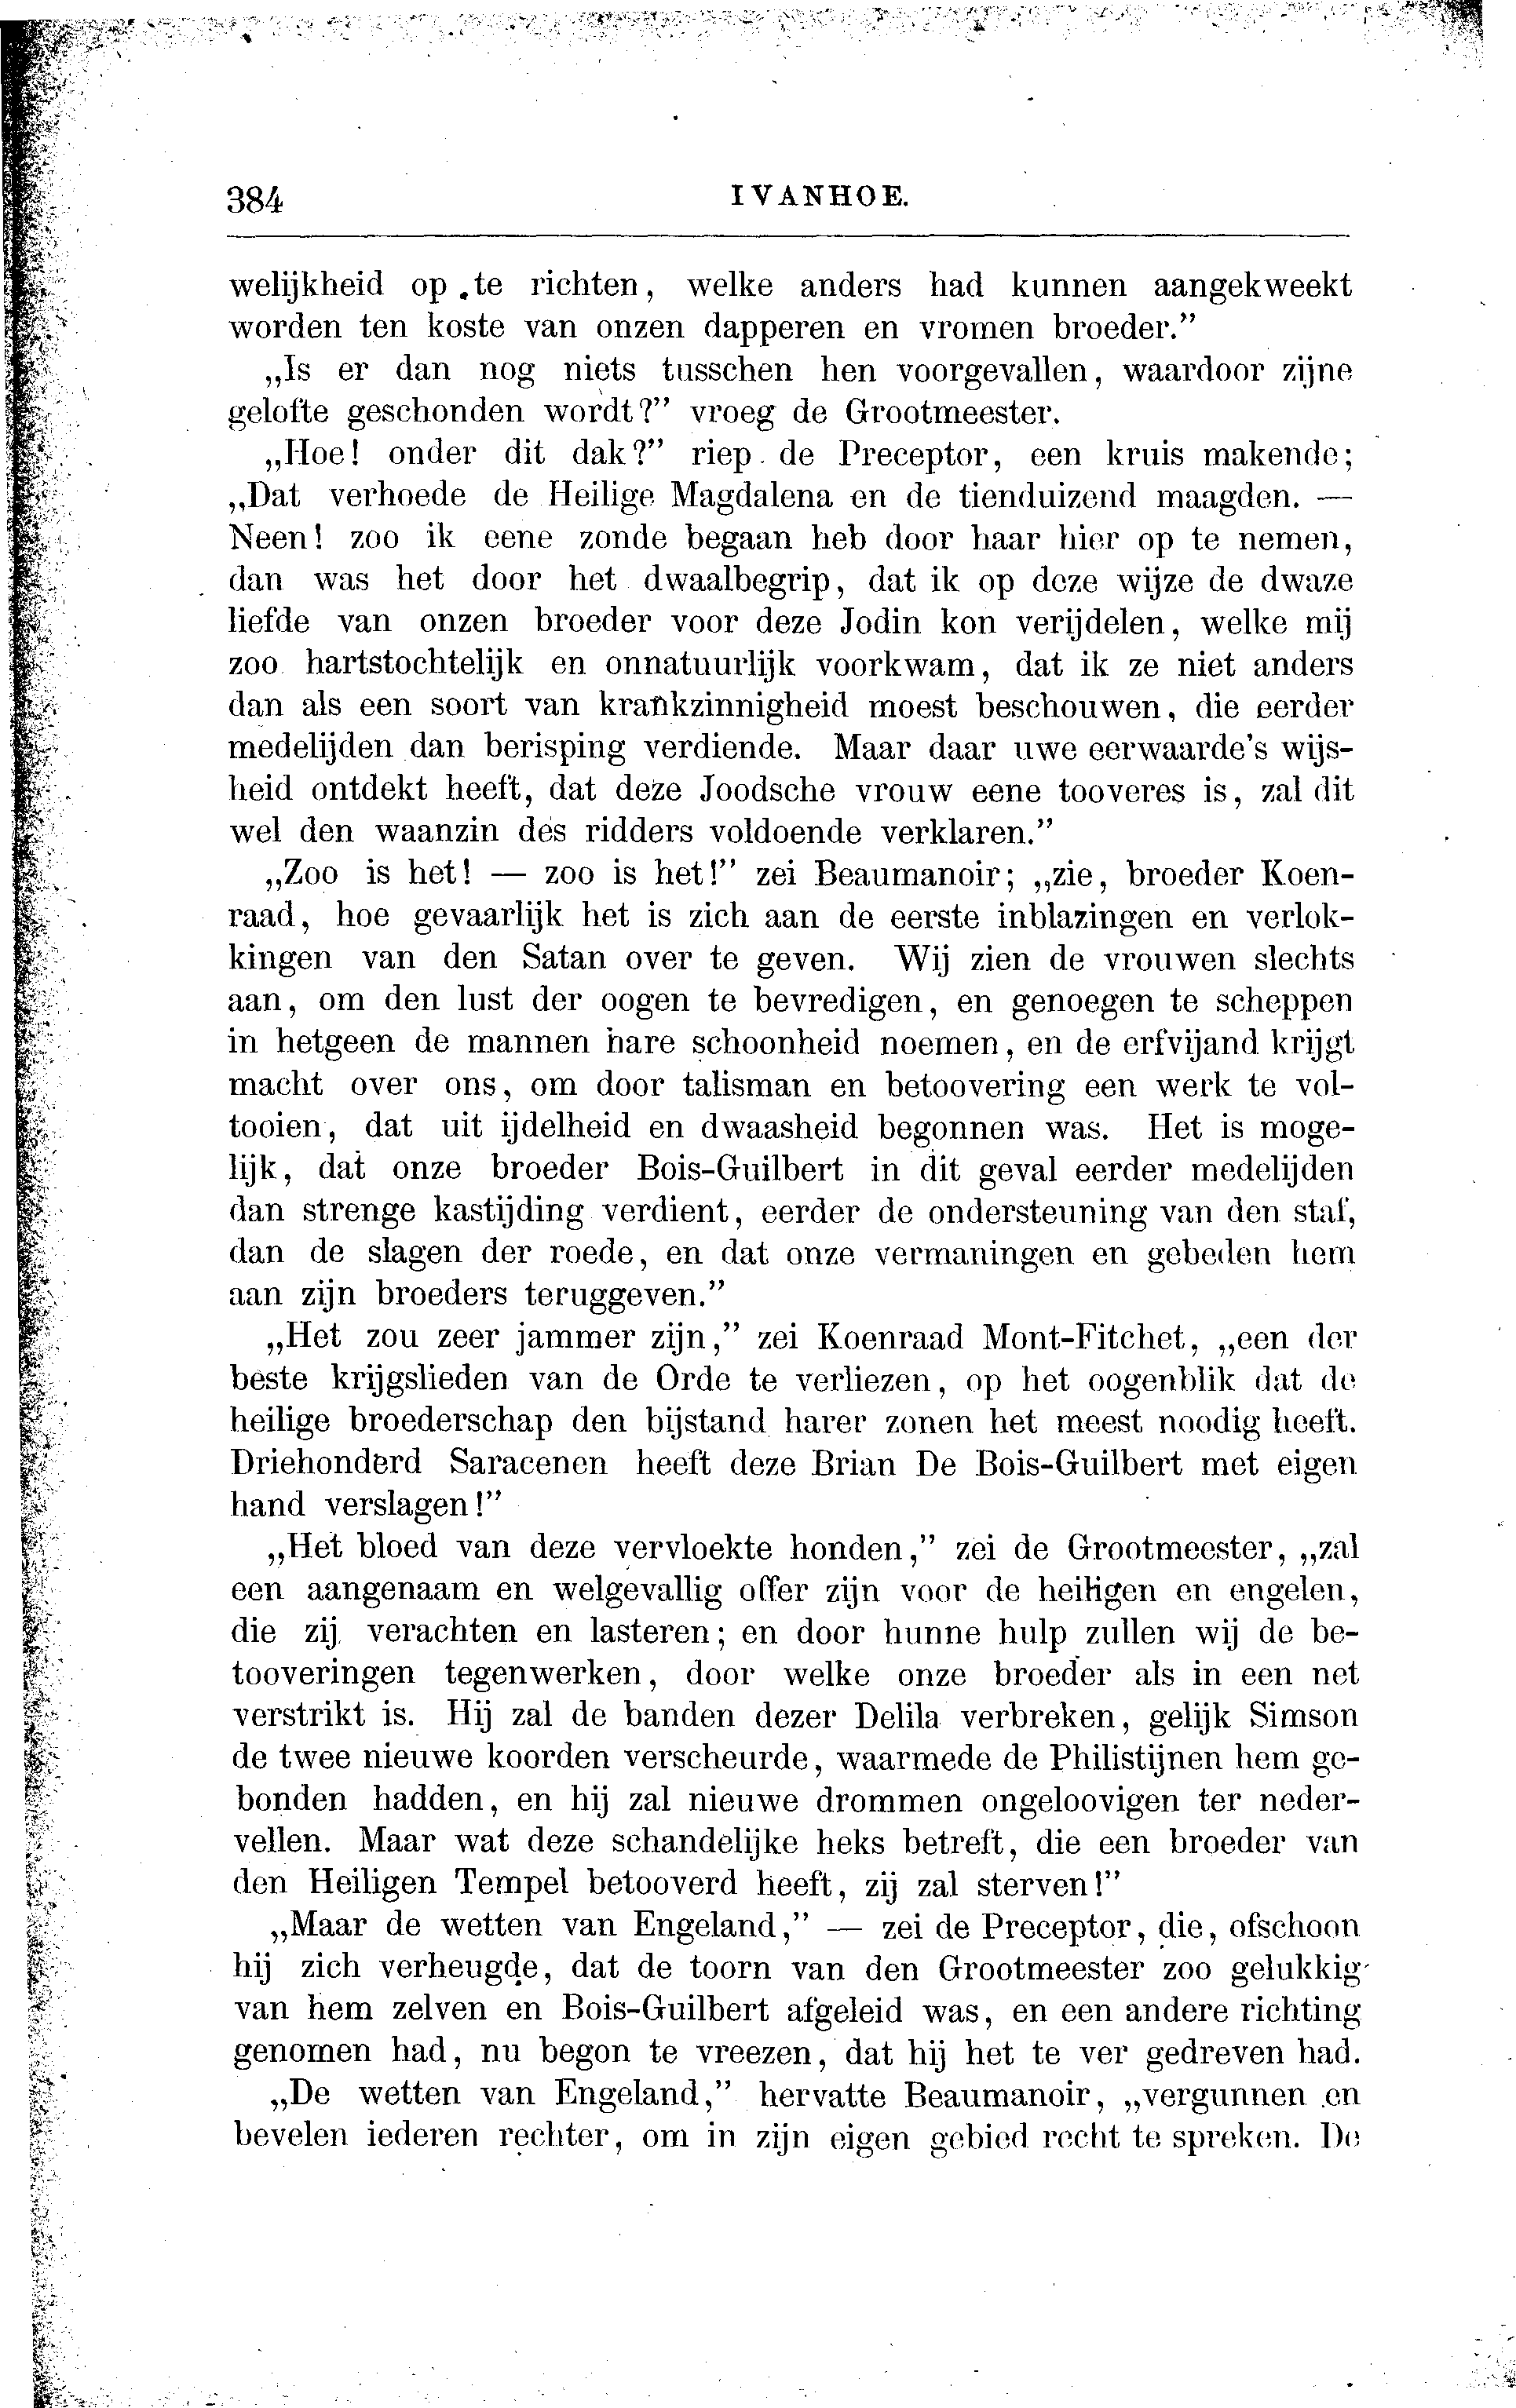 384 IVANHOE.
welijkheid op te richten, welke anders had kunnen aangekweekt
worden ten koste van onzen dapperen en vromen broeder.”
„Is er dan nog niets tusschen hen voorgevallen, waardoor zijne
gelofte geschonden wordt?” vroeg de Grootmeester.
„Hoe! onder dit dak?” riep de Preceptor, een kruis makende;
„Dat verhoede de Heilige Magdalena en de tienduizend maagden. —
Neen! zoo ik eene zonde begaan heb door haar hier op te nemen,
dan was het door het dwaalbegrip, dat ik op deze wijze de dwaze
liefde van onzen broeder voor deze Jodin kon verijdelen, welke mij
zoo hartstochtelijk en onnatuurlijk voorkwam, dat ik ze niet anders
dan als een soort van krankzinnigheid moest beschouwen, die eerder
medelijden dan berisping verdiende. Maar daar uwe eerwaarde's wijs-
heid ontdekt heeft, dat deze Joodsche vrouw eene tooveres is, zal dit
wel den waanzin des ridders voldoende verklaren.”
„Zoo is het! — zoo is het!” zei Beaumanoir; „zie, broeder Koen-
raad, hoe gevaarlijk het is zich aan de eerste inblazingen en verlok-
kingen van den Satan over te geven. Wij zien de vrouwen slechts
aan, om den lust der oogen te bevredigen, en genoegen te scheppen
in hetgeen de mannen hare schoonheid noemen, en de erfvijand krijgt
macht over ons, om door talisman en betoovering een werk te vol-
tooien, dat uit ijdelheid en dwaasheid begonnen was. Het is moge-
lijk, dat onze broeder Bois-Guilbert in dit geval eerder medelijden
dan strenge kastijding verdient, eerder de ondersteuning van den staf,
dan de slagen der roede, en dat onze vermaningen en gebeden hem
aan zijn broeders teruggeven.”
„Het zou zeer jammer zijn,” zei Koenraad Mont-Fitchet, „een der
beste krijgslieden van de Orde te verliezen, op het oogenblik dat de
heilige broederschap den bijstand harer zonen het meest noodig heeft.
Driehonderd Saracenen heeft deze Brian De Bois-Guilbert met eigen
hand verslagen!”
„Het bloed van deze vervloekte honden,” zei de Grootmeester, „zal
een aangenaam en welgevallig offer zijn voor de heiligen en engelen,
die zij verachten en lasteren; en door hunne hulp zullen wij de be-
tooveringen tegenwerken, door welke onze broeder als in een net
verstrikt is. Hij zal de banden dezer Delila verbreken, gelijk Simson
de twee nieuwe koorden verscheurde, waarmede de Philistijnen hem ge-
bonden hadden, en hij zal nieuwe drommen ongeloovigen ter neder-
vellen. Maar wat deze schandelijke heks betreft, die een broeder van
den Heiligen Tempel betooverd heeft, zij zal sterven!”
„Maar de wetten van Engeland,” — zei de Preceptor, die, ofschoon
hij zich verheugde, dat de toorn van den Grootmeester zoo gelukkig
van hem zelven en Bois-Guilbert afgeleid was, en een andere richting
genomen had, nu begon te vreezen, dat hij het te ver gedreven had.
„De wetten van Engeland,” hervatte Beaumanoir, „vergunnen en
bevelen iederen rechter, om in zijn eigen gebied recht te spreken. De